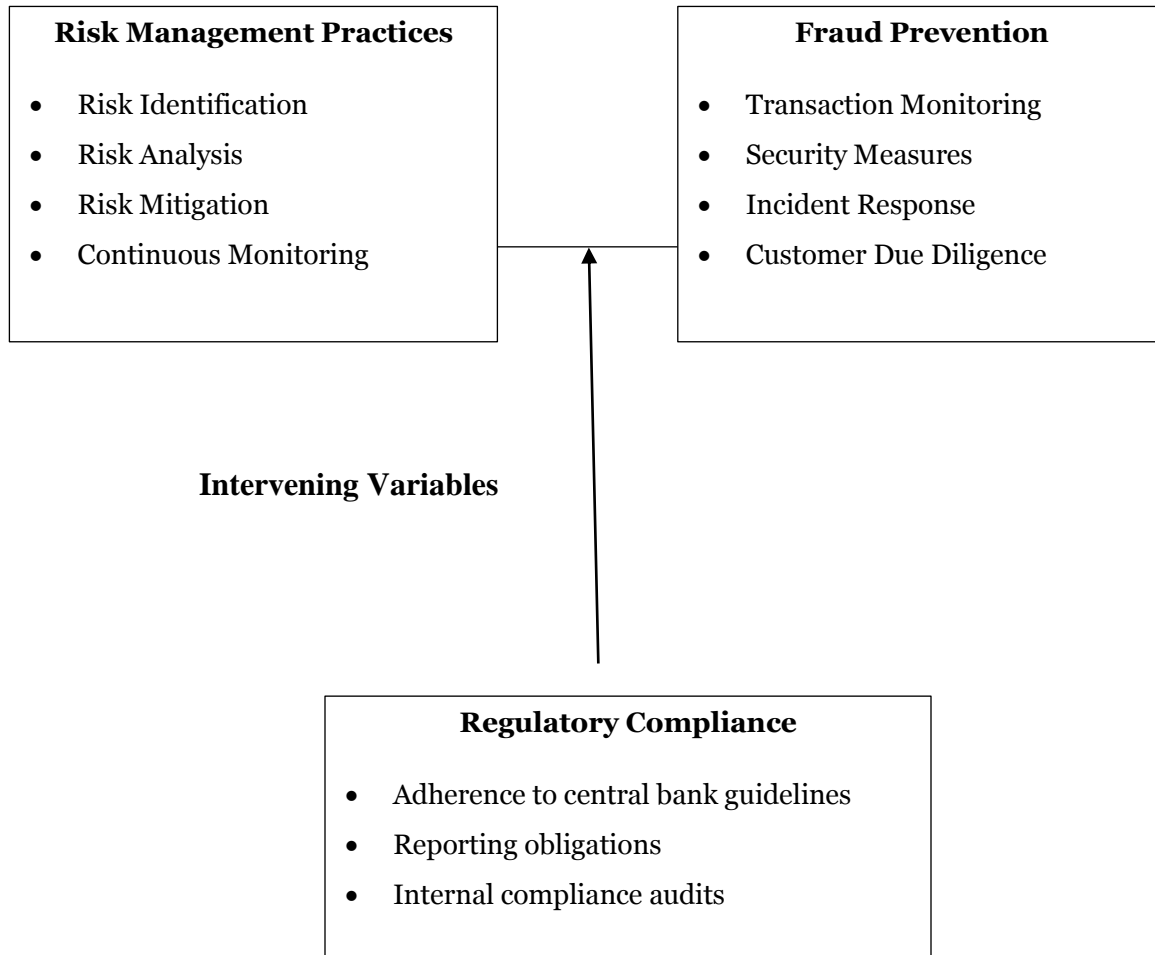 Risk Management Practices
• Risk Identification
• Risk Analysis
• Risk Mitigation
• Continuous Monitoring
Fraud Prevention
• Transaction Monitoring
• Security Measures
• Incident Response
• Customer Due Diligence
Intervening Variables
Regulatory Compliance
• Adherence to central bank guidelines
• Reporting obligations
• Internal compliance audits